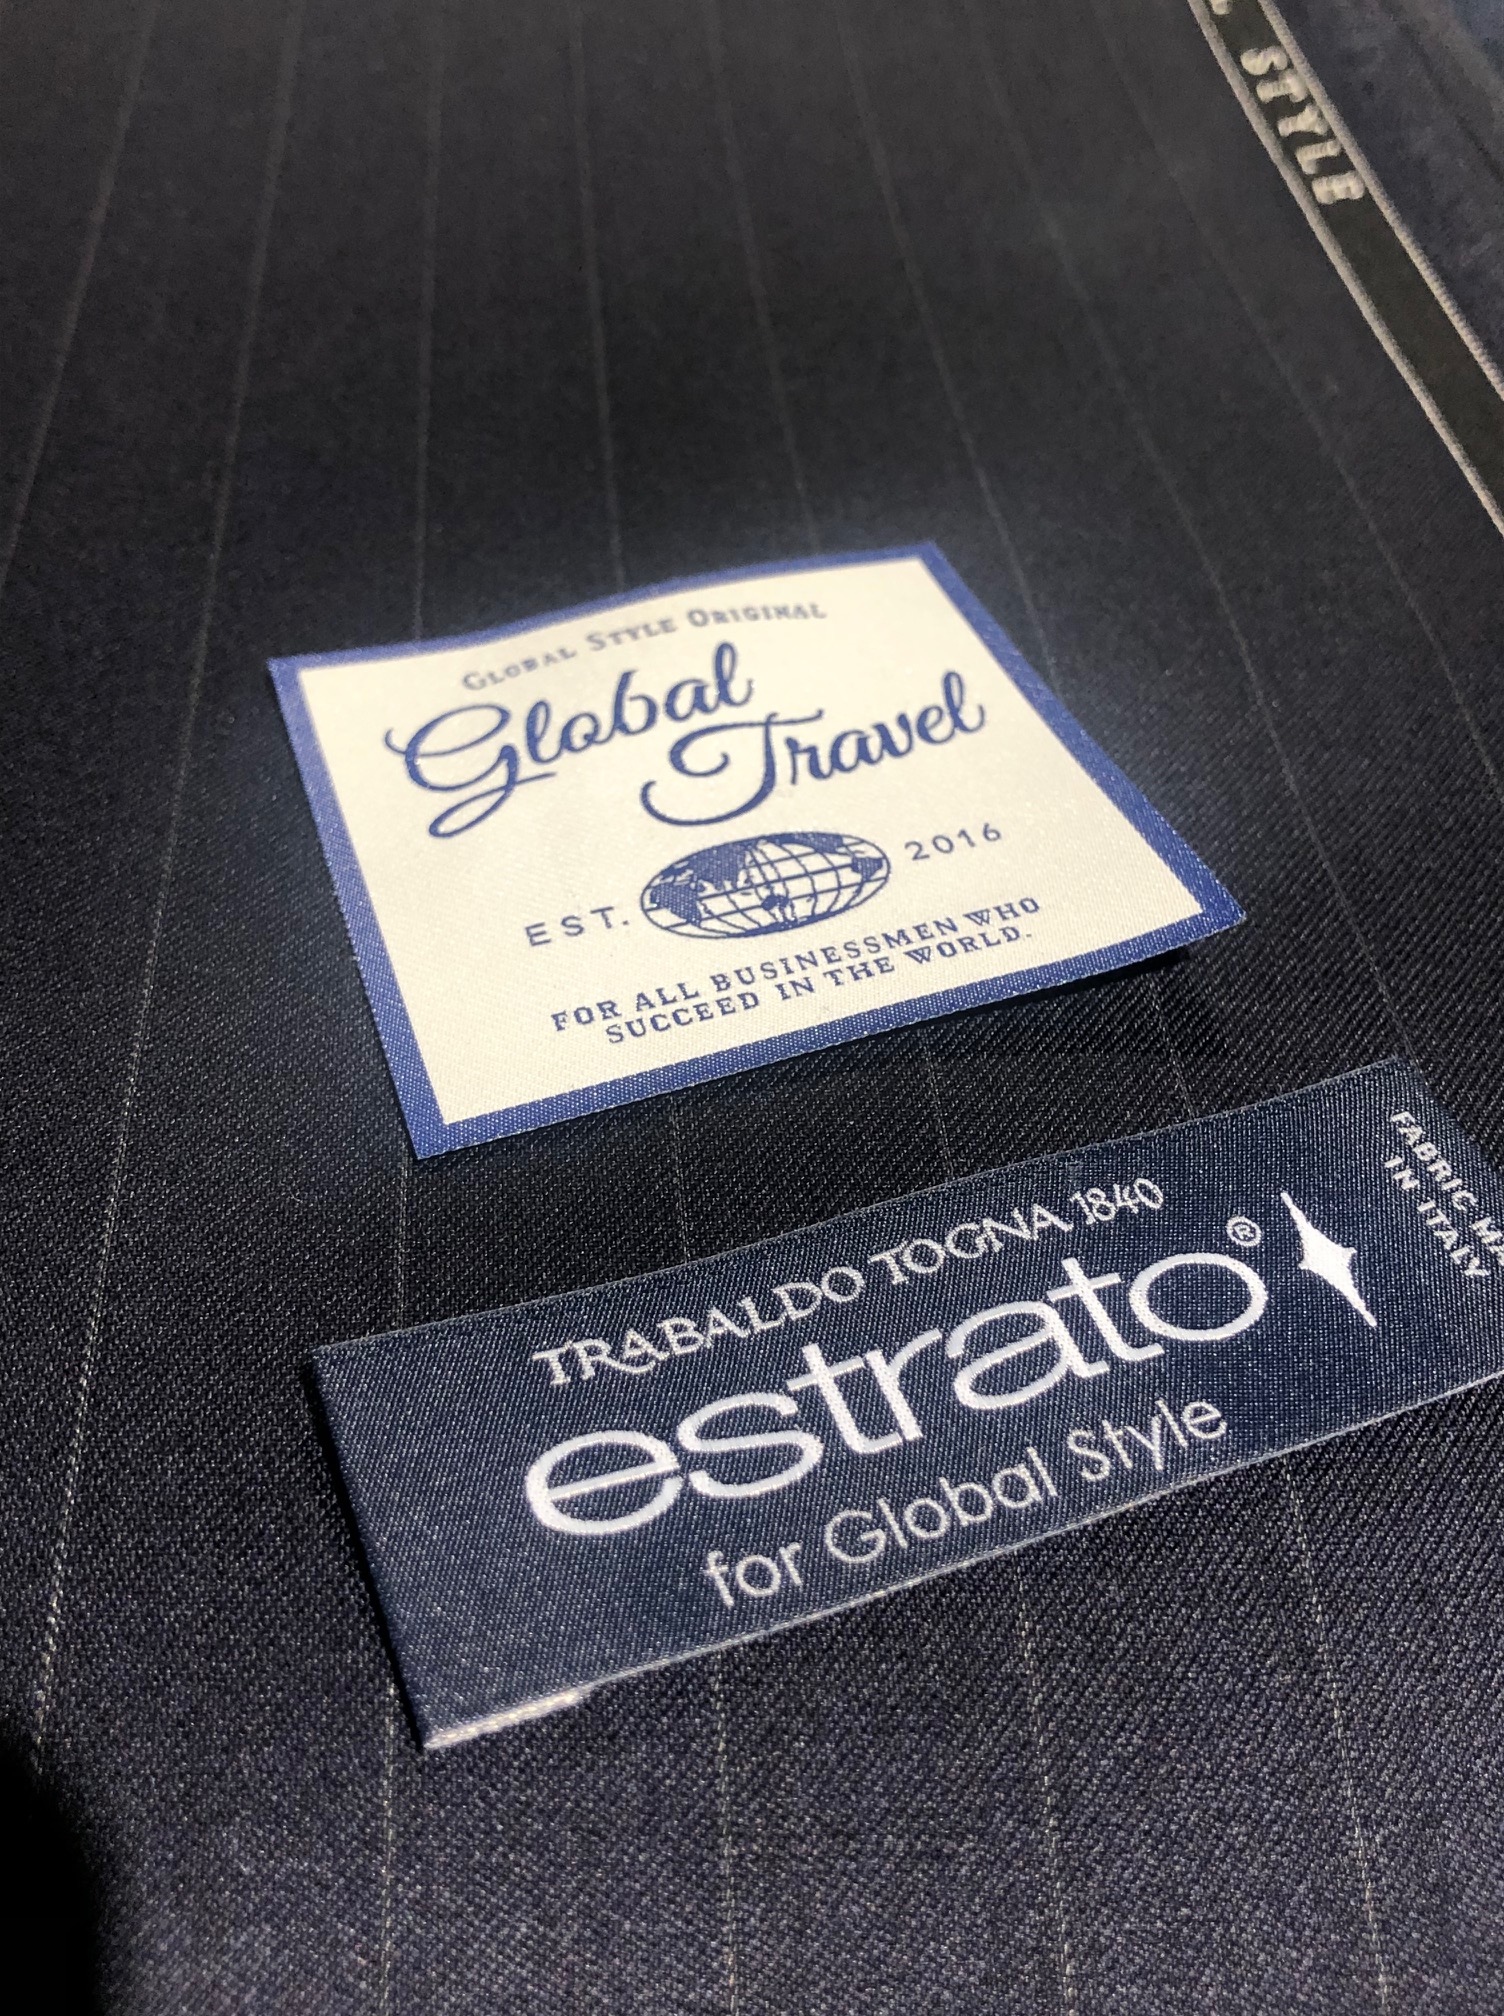 STYLE
GLOBAL STYLE ORIGINAL
Global
Travel
EST. 2016
FOR ALL BUSINESSMEN WHO
SUCCEED IN THE WORLD.
TRABALDO TOGNA 1840
estrato®
for Global Style
FABRIC
IN ITALY